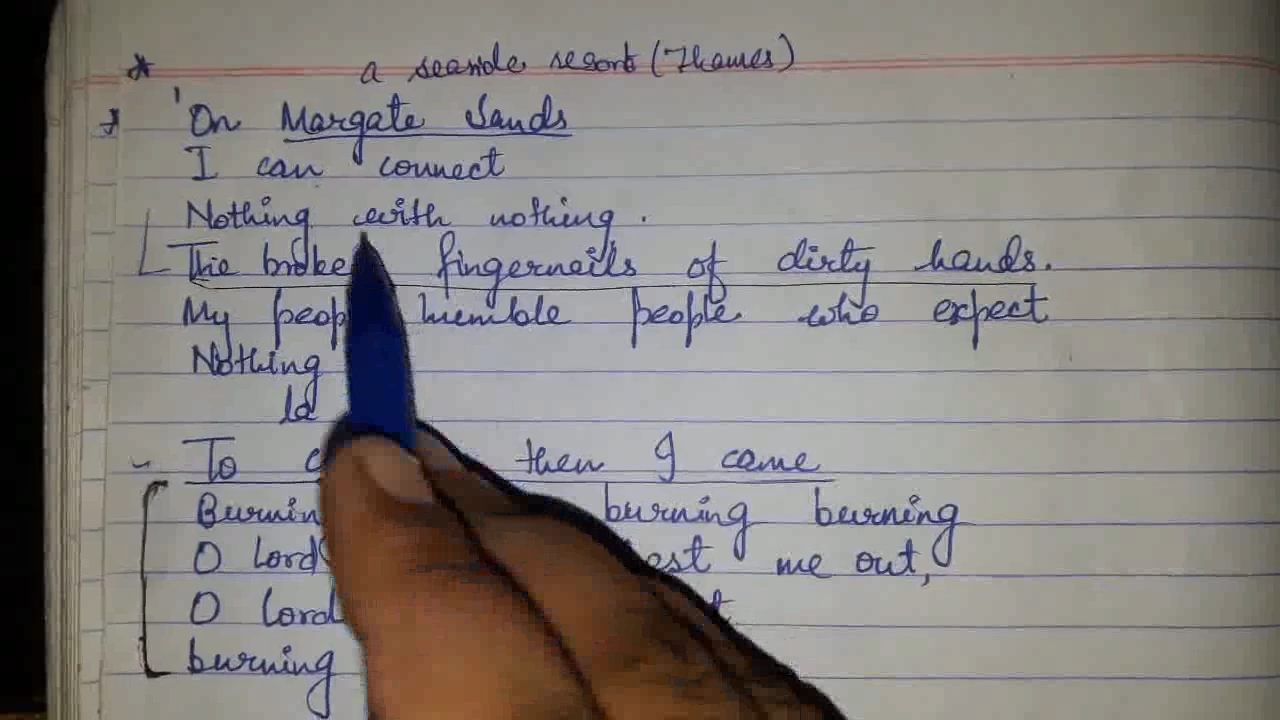 * a seaside resort (Thames)
'On Margate Sands
I can connect
Nothing with nothing.
The broke fingernails of dirty hands.
My peop humble people who expect
Nothing
la
To then I came
Burnin burning burning
O Lord est me out,
O Lord
burning